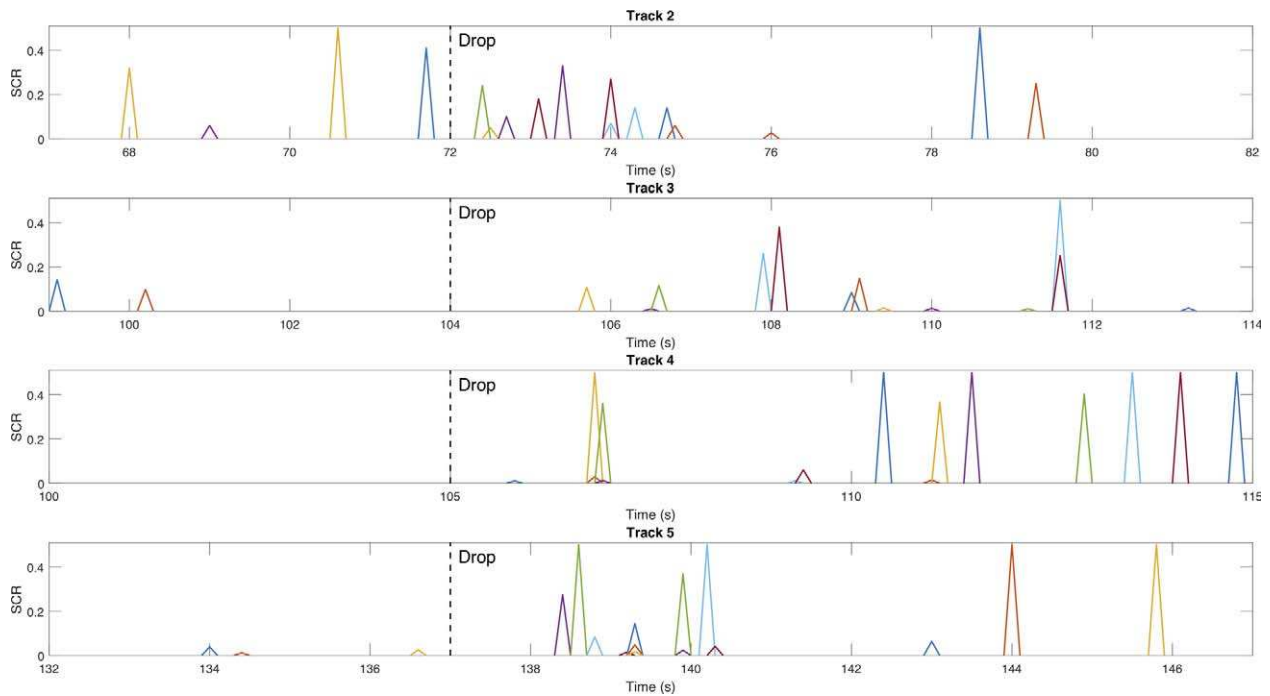 Track 2
SCR
0.4
0.2
0
Drop
68 70 72 74 76 78 80 82
Time (s)
Track 3
SCR
0.4
0.2
0
Drop
100 102 104 106 108 110 112 114
Time (s)
Track 4
SCR
0.4
0.2
0
Drop
100 105 110 115
Time (s)
Track 5
SCR
0.4
0.2
0
Drop
132 134 136 138 140 142 144 146
Time (s)